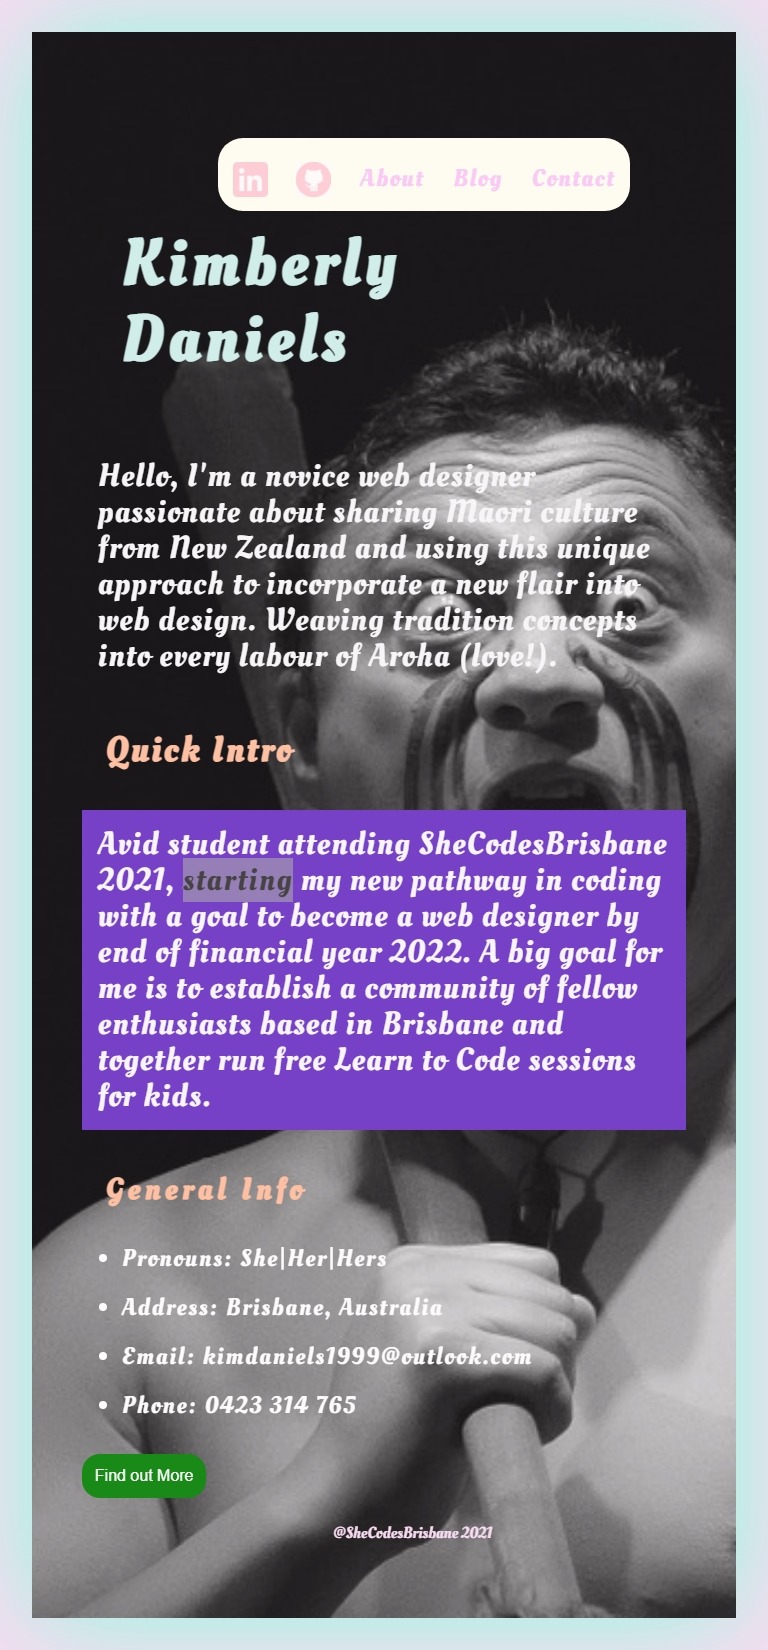 in About Blog Contact
Kimberly
Daniels
Hello, I'm a novice web designer
passionate about sharing Maori culture
from New Zealand and using this unique
approach to incorporate a new flair into
web design. Weaving tradition concepts
into every labour of Aroha (love!).
Quick Intro
Avid student attending SheCodesBrisbane
2021, starting my new pathway in coding
with a goal to become a web designer by
end of financial year 2022. A big goal for
me is to establish a community of fellow
enthusiasts based in Brisbane and
together run free Learn to Code sessions
for kids.
General Info
• Pronouns: She|Her|Hers
• Address: Brisbane, Australia
• Email: kimdaniels1999@outlook.com
• Phone: 0423 314 765
Find out More
@SheCodesBrisbane 2021